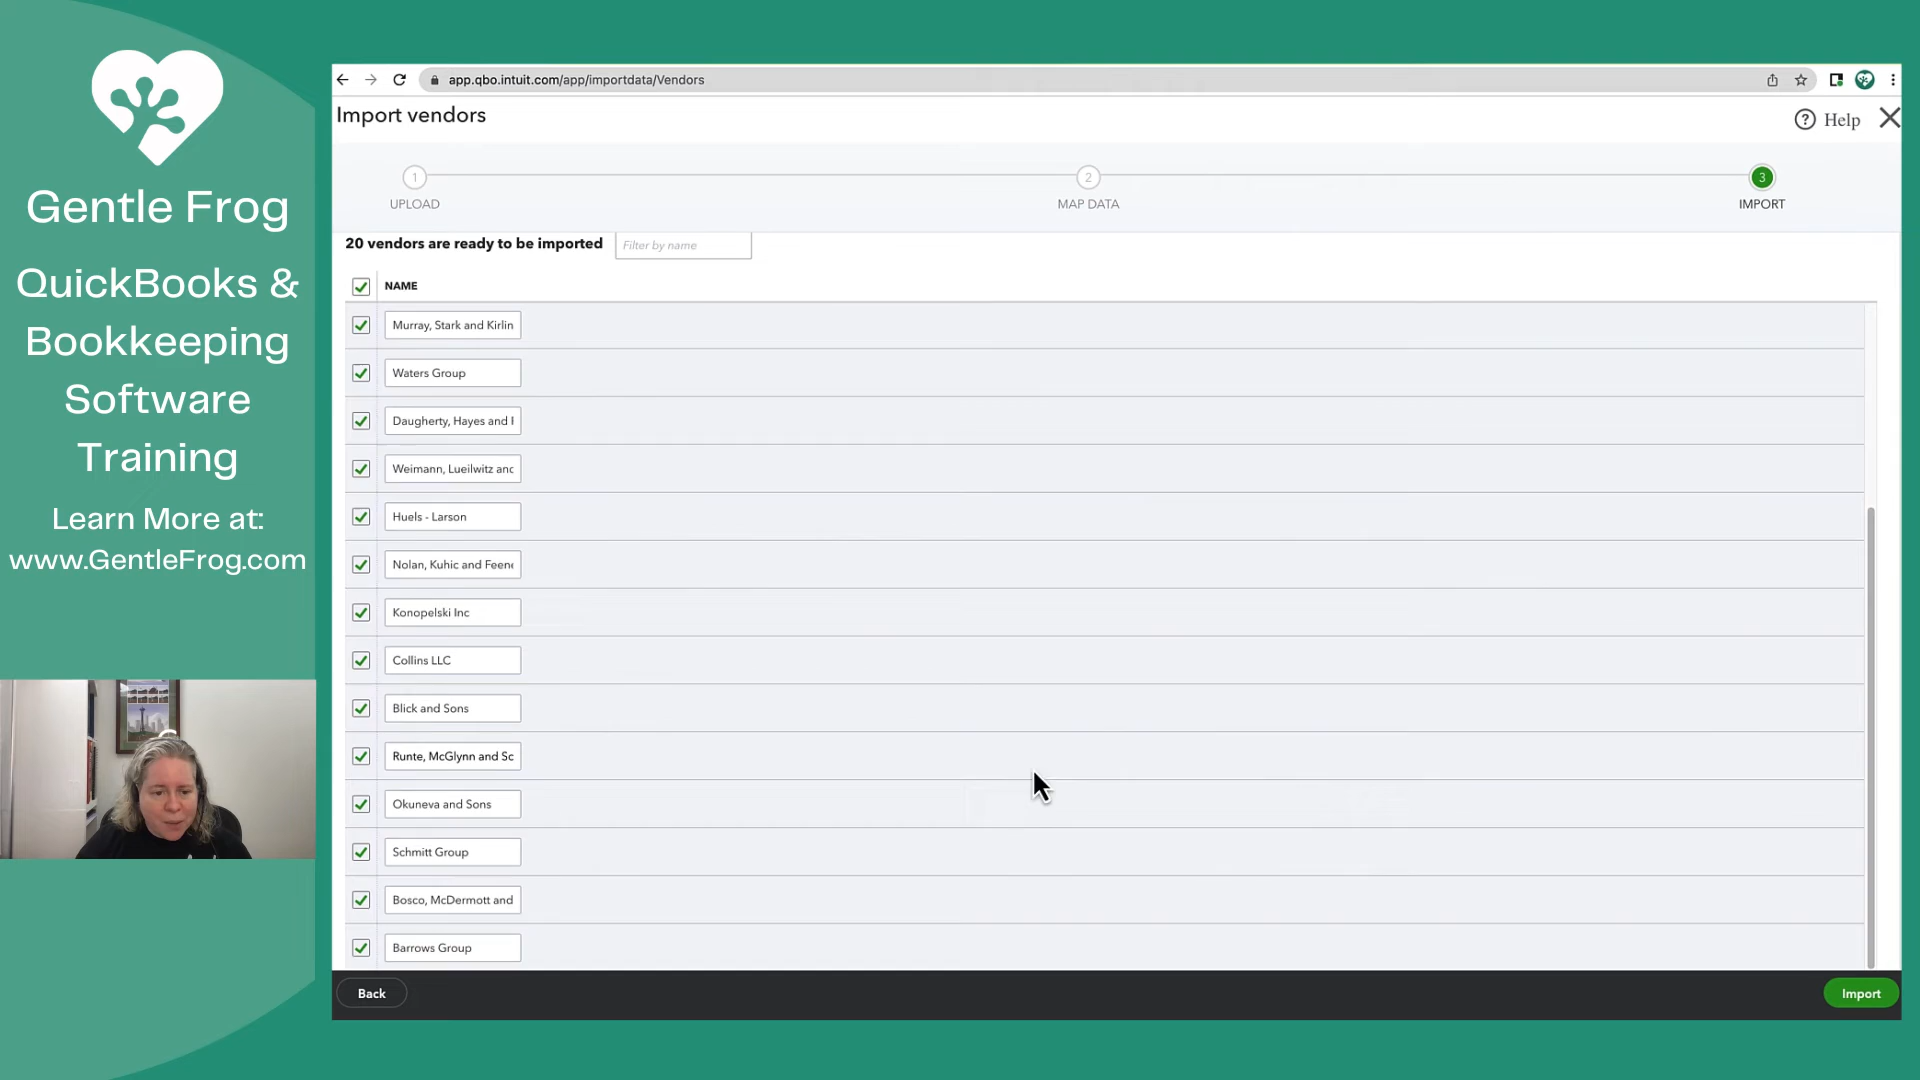 Gentle Frog
QuickBooks &
Bookkeeping
Software
Training
Learn More at:
www.GentleFrog.com
app.qbo.intuit.com/app/importdata/Vendors
Import vendors
? Help
1
2
3
UPLOAD
MAP DATA
IMPORT
20 vendors are ready to be imported
Filter by name
NAME
Murray, Stark and Kirlin
Waters Group
Daugherty, Hayes and
Weimann, Lueilwitz and
Huels - Larson
Nolan, Kuhic and Feene
Konopelski Inc
Collins LLC
Blick and Sons
Runte, McGlynn and Sc
Okuneva and Sons
Schmitt Group
Bosco, McDermott and
Barrows Group
Back
Import